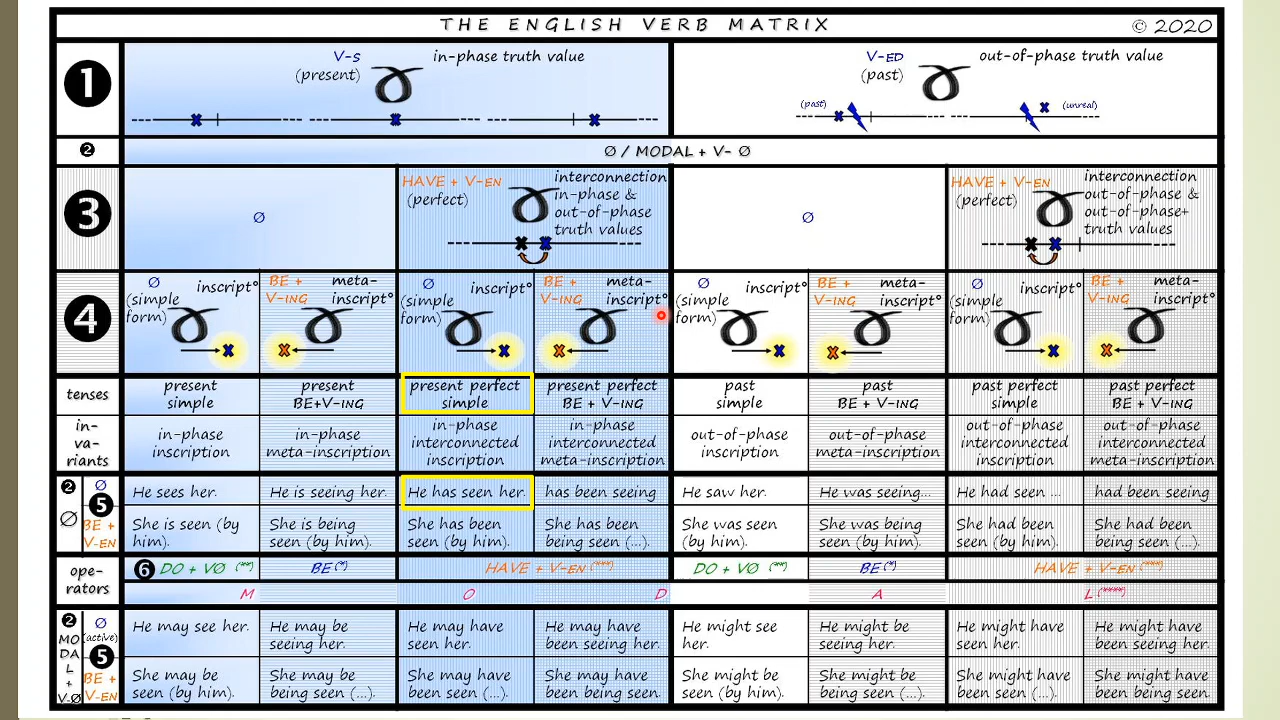 THE ENGLISH VERB MATRIX
© 2020
1
V-S
(present)
in-phase truth value
V-ED
(past)
out-of-phase truth value
(past)
(unreal)
2
Ø / MODAL + V- Ø
3
Ø
HAVE + V-EN
(perfect)
interconnection
in-phase &
out-of-phase
truth values
Ø
HAVE + V-EN
(perfect)
interconnection
out-of-phase &
out-of-phase+
truth values
4
Ø
(simple
form)
inscript°
BE +
V-ING
meta-
inscript°
Ø
(simple
form)
inscript°
BE +
V-ING
meta-
inscript°
Ø
(simple
form)
inscript°
BE +
V-ING
meta-
inscript°
Ø
(simple
form)
inscript°
BE +
V-ING
meta-
inscript°
tenses
present
simple
present
BE+V-ING
present perfect
simple
present perfect
BE + V-ING
past
simple
past
BE + V-ING
past perfect
simple
past perfect
BE + V-ING
in-
va-
riants
in-phase
inscription
in-phase
meta-inscription
in-phase
interconnected
inscription
in-phase
interconnected
meta-inscription
out-of-phase
inscription
out-of-phase
meta-inscription
out-of-phase
interconnected
inscription
out-of-phase
interconnected
meta-inscription
2
Ø
Ø
5
BE +
V-EN
He sees her.
He is seeing her.
He has seen her.
has been seeing
He saw her.
He was seeing...
He had seen ...
had been seeing
She is seen (by
him).
She is being
seen (by him).
She has been
seen (by him).
She has been
being seen (...).
She was seen
(by him).
She was being
seen (by him).
She had been
seen (by him).
She had been
being seen (...).
ope-
rators
6 DO + VØ (**)
BE (*)
HAVE + V-EN (***)
DO + VØ (**)
BE (*)
HAVE + V-EN (***)
M O D A L (****)
2
MO
DA
L
+
V-Ø
Ø
(active)
5
BE +
V-EN
He may see her.
He may be
seeing her.
He may have
seen her.
He may have
been seeing her.
He might see
her.
He might be
seeing her.
He might have
seen her.
He might have
been seeing her.
She may be
seen (by him).
She may be
being seen (...).
She may have
been seen (...).
She may have
been being seen.
She might be
seen (by him).
She might be
being seen (...).
She might have
been seen (...).
She might have
been being seen.